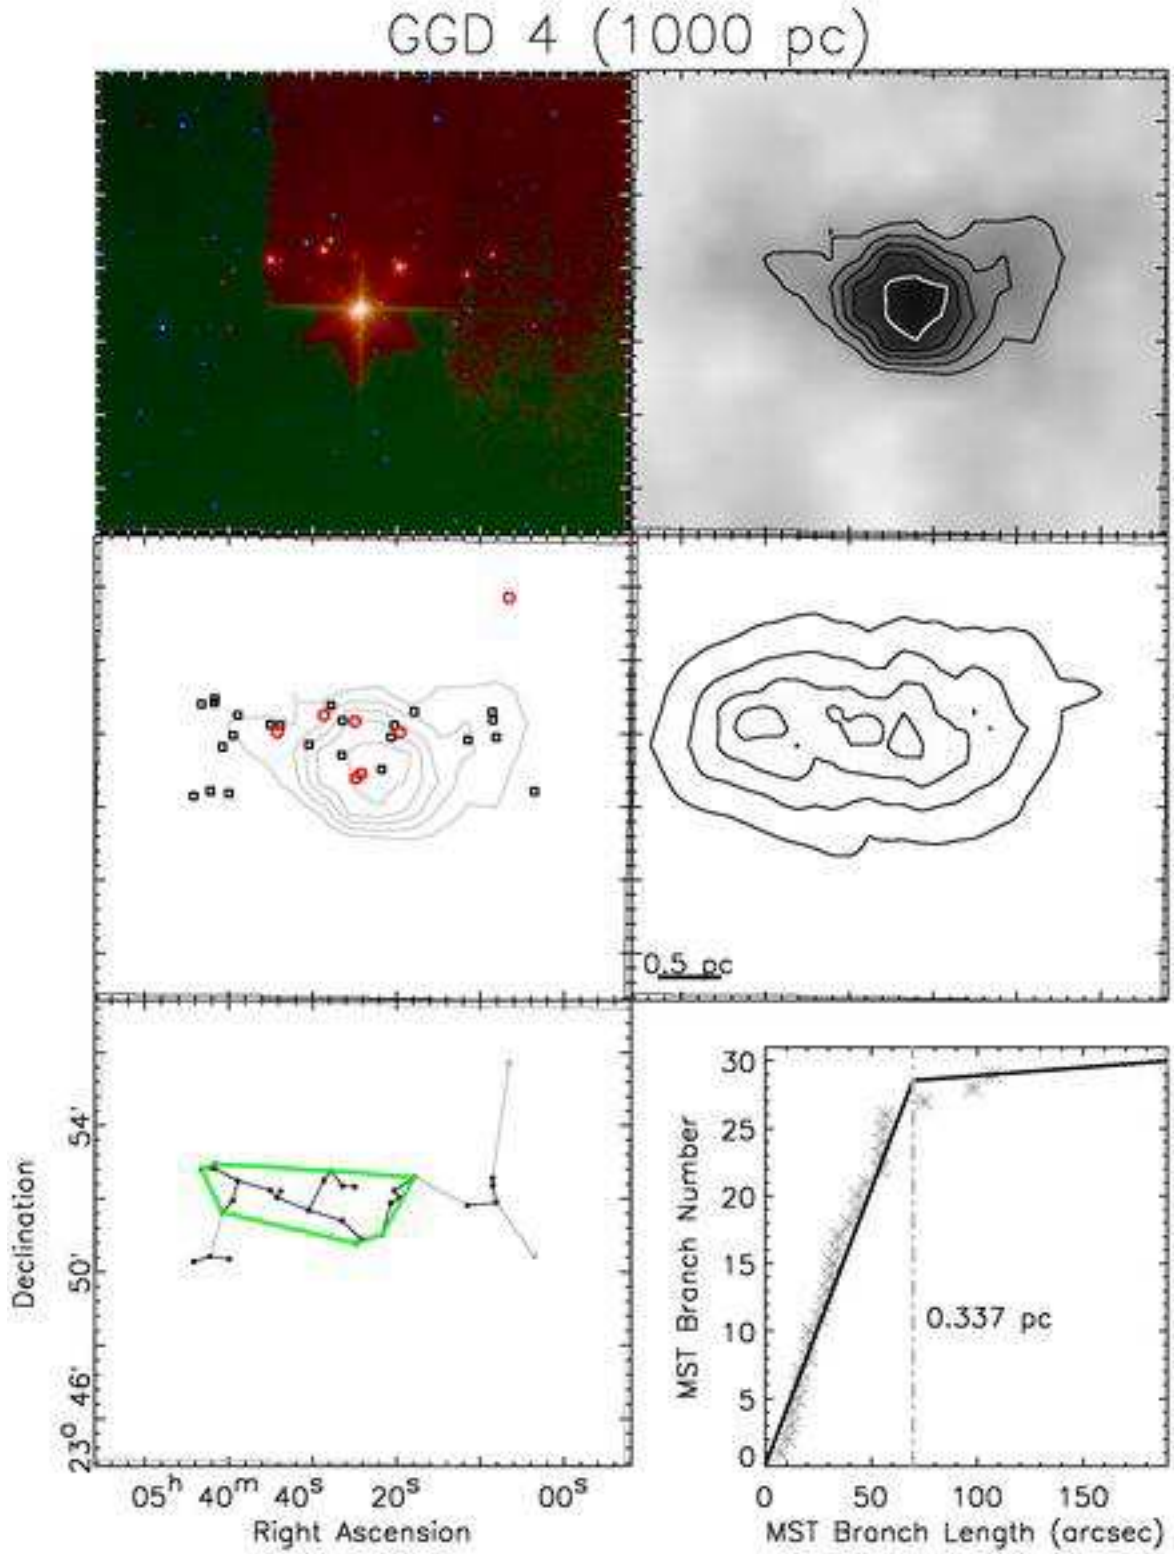 GGD 4 (1000 pc)
0.5 pc
Declination
54'
50'
23° 46'
05ʰ 40ᵐ 40ˢ 20ˢ 00ˢ
Right Ascension
MST Branch Number
30
25
20
15
10
5
0
0.337 pc
0 50 100 150
MST Branch Length (arcsec)